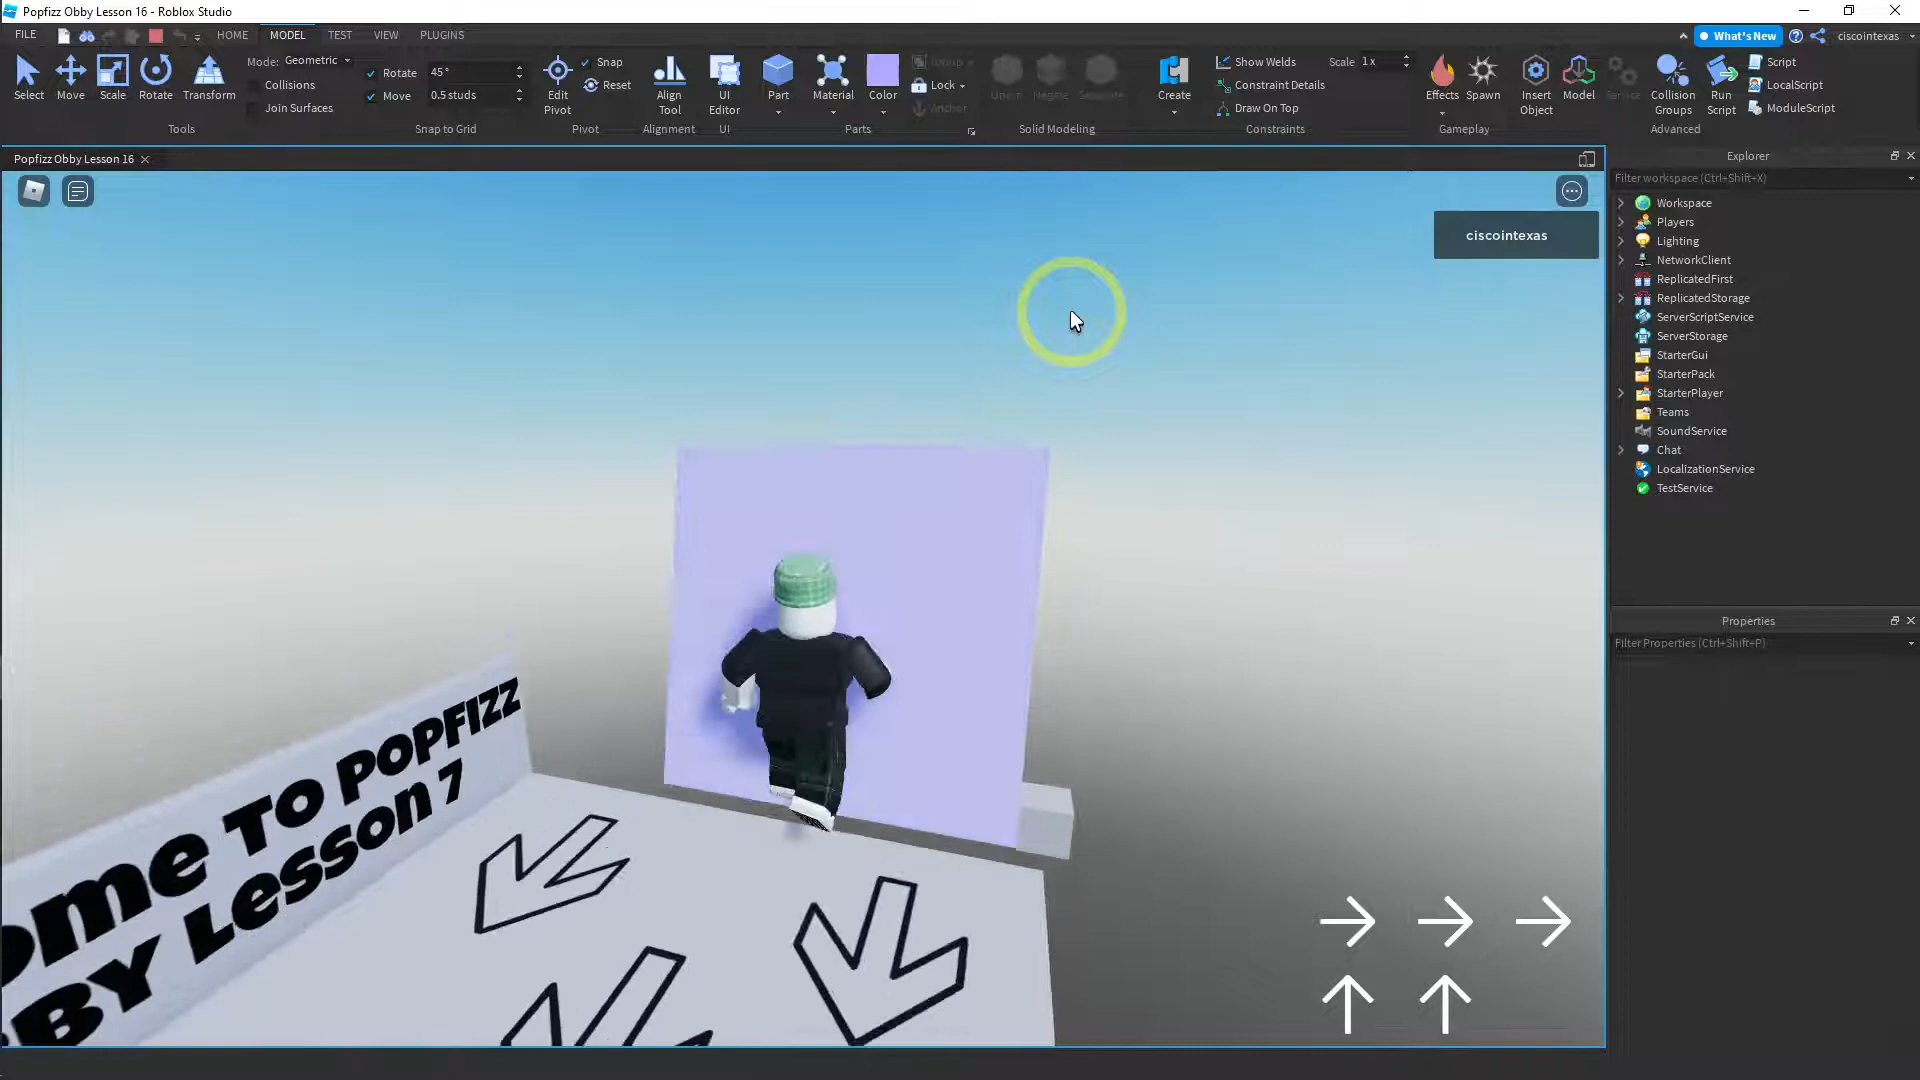 Popfizz Obby Lesson 16 - Roblox Studio
FILE
HOME
MODEL
TEST
VIEW
PLUGINS
What's New
ciscointexas
Select
Move
Scale
Rotate
Transform
Mode: Geometric
Collisions
Join Surfaces
Tools
Rotate 45°
Move 0.5 studs
Snap to Grid
Edit
Pivot
Snap
Reset
Pivot
Align
Tool
Alignment
UI
Editor
UI
Part
Material
Color
Group
Lock
Anchor
Parts
Union
Negate
Separate
Solid Modeling
Create
Show Welds
Constraint Details
Draw On Top
Scale 1x
Constraints
Effects
Spawn
Gameplay
Insert
Object
Model
Service
Collision
Groups
Run
Script
Script
LocalScript
ModuleScript
Advanced
Popfizz Obby Lesson 16
ciscointexas
ome To POPFIZZ
BY Lesson 7
Explorer
Filter workspace (Ctrl+Shift+X)
Workspace
Players
Lighting
NetworkClient
ReplicatedFirst
ReplicatedStorage
ServerScriptService
ServerStorage
StarterGui
StarterPack
StarterPlayer
Teams
SoundService
Chat
LocalizationService
TestService
Properties
Filter Properties (Ctrl+Shift+P)